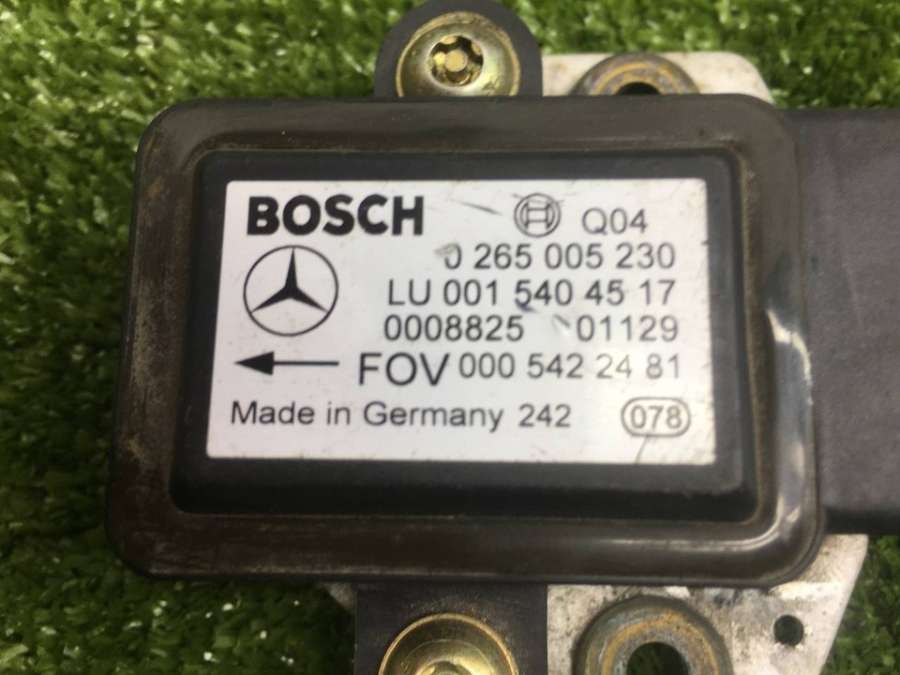 BOSCH Q04
0 265 005 230
LU 001 540 45 17
0008825 01129
FOV 000 542 24 81
Made in Germany 242 078